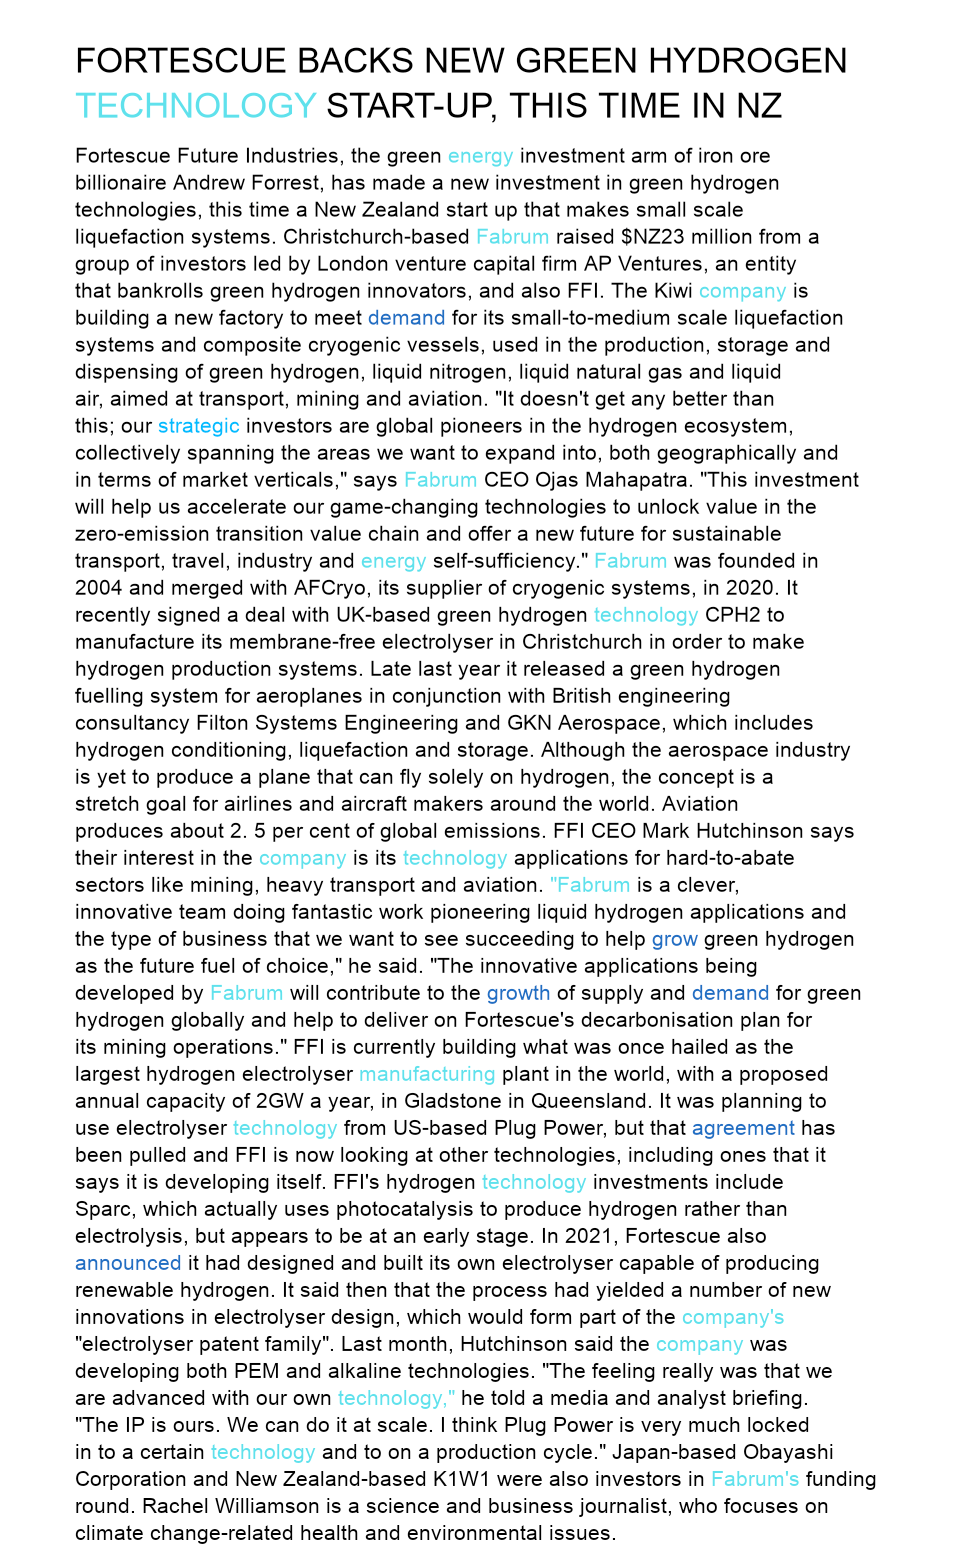 FORTESCUE BACKS NEW GREEN HYDROGEN
TECHNOLOGY START-UP, THIS TIME IN NZ
Fortescue Future Industries, the green energy investment arm of iron ore
billionaire Andrew Forrest, has made a new investment in green hydrogen
technologies, this time a New Zealand start up that makes small scale
liquefaction systems. Christchurch-based Fabrum raised $NZ23 million from a
group of investors led by London venture capital firm AP Ventures, an entity
that bankrolls green hydrogen innovators, and also FFI. The Kiwi company is
building a new factory to meet demand for its small-to-medium scale liquefaction
systems and composite cryogenic vessels, used in the production, storage and
dispensing of green hydrogen, liquid nitrogen, liquid natural gas and liquid
air, aimed at transport, mining and aviation. "It doesn't get any better than
this; our strategic investors are global pioneers in the hydrogen ecosystem,
collectively spanning the areas we want to expand into, both geographically and
in terms of market verticals," says Fabrum CEO Ojas Mahapatra. "This investment
will help us accelerate our game-changing technologies to unlock value in the
zero-emission transition value chain and offer a new future for sustainable
transport, travel, industry and energy self-sufficiency." Fabrum was founded in
2004 and merged with AFCryo, its supplier of cryogenic systems, in 2020. It
recently signed a deal with UK-based green hydrogen technology CPH2 to
manufacture its membrane-free electrolyser in Christchurch in order to make
hydrogen production systems. Late last year it released a green hydrogen
fuelling system for aeroplanes in conjunction with British engineering
consultancy Filton Systems Engineering and GKN Aerospace, which includes
hydrogen conditioning, liquefaction and storage. Although the aerospace industry
is yet to produce a plane that can fly solely on hydrogen, the concept is a
stretch goal for airlines and aircraft makers around the world. Aviation
produces about 2. 5 per cent of global emissions. FFI CEO Mark Hutchinson says
their interest in the company is its technology applications for hard-to-abate
sectors like mining, heavy transport and aviation. "Fabrum is a clever,
innovative team doing fantastic work pioneering liquid hydrogen applications and
the type of business that we want to see succeeding to help grow green hydrogen
as the future fuel of choice," he said. "The innovative applications being
developed by Fabrum will contribute to the growth of supply and demand for green
hydrogen globally and help to deliver on Fortescue's decarbonisation plan for
its mining operations." FFI is currently building what was once hailed as the
largest hydrogen electrolyser manufacturing plant in the world, with a proposed
annual capacity of 2GW a year, in Gladstone in Queensland. It was planning to
use electrolyser technology from US-based Plug Power, but that agreement has
been pulled and FFI is now looking at other technologies, including ones that it
says it is developing itself. FFI's hydrogen technology investments include
Sparc, which actually uses photocatalysis to produce hydrogen rather than
electrolysis, but appears to be at an early stage. In 2021, Fortescue also
announced it had designed and built its own electrolyser capable of producing
renewable hydrogen. It said then that the process had yielded a number of new
innovations in electrolyser design, which would form part of the company's
"electrolyser patent family". Last month, Hutchinson said the company was
developing both PEM and alkaline technologies. "The feeling really was that we
are advanced with our own technology," he told a media and analyst briefing.
"The IP is ours. We can do it at scale. I think Plug Power is very much locked
in to a certain technology and to on a production cycle." Japan-based Obayashi
Corporation and New Zealand-based K1W1 were also investors in Fabrum's funding
round. Rachel Williamson is a science and business journalist, who focuses on
climate change-related health and environmental issues.